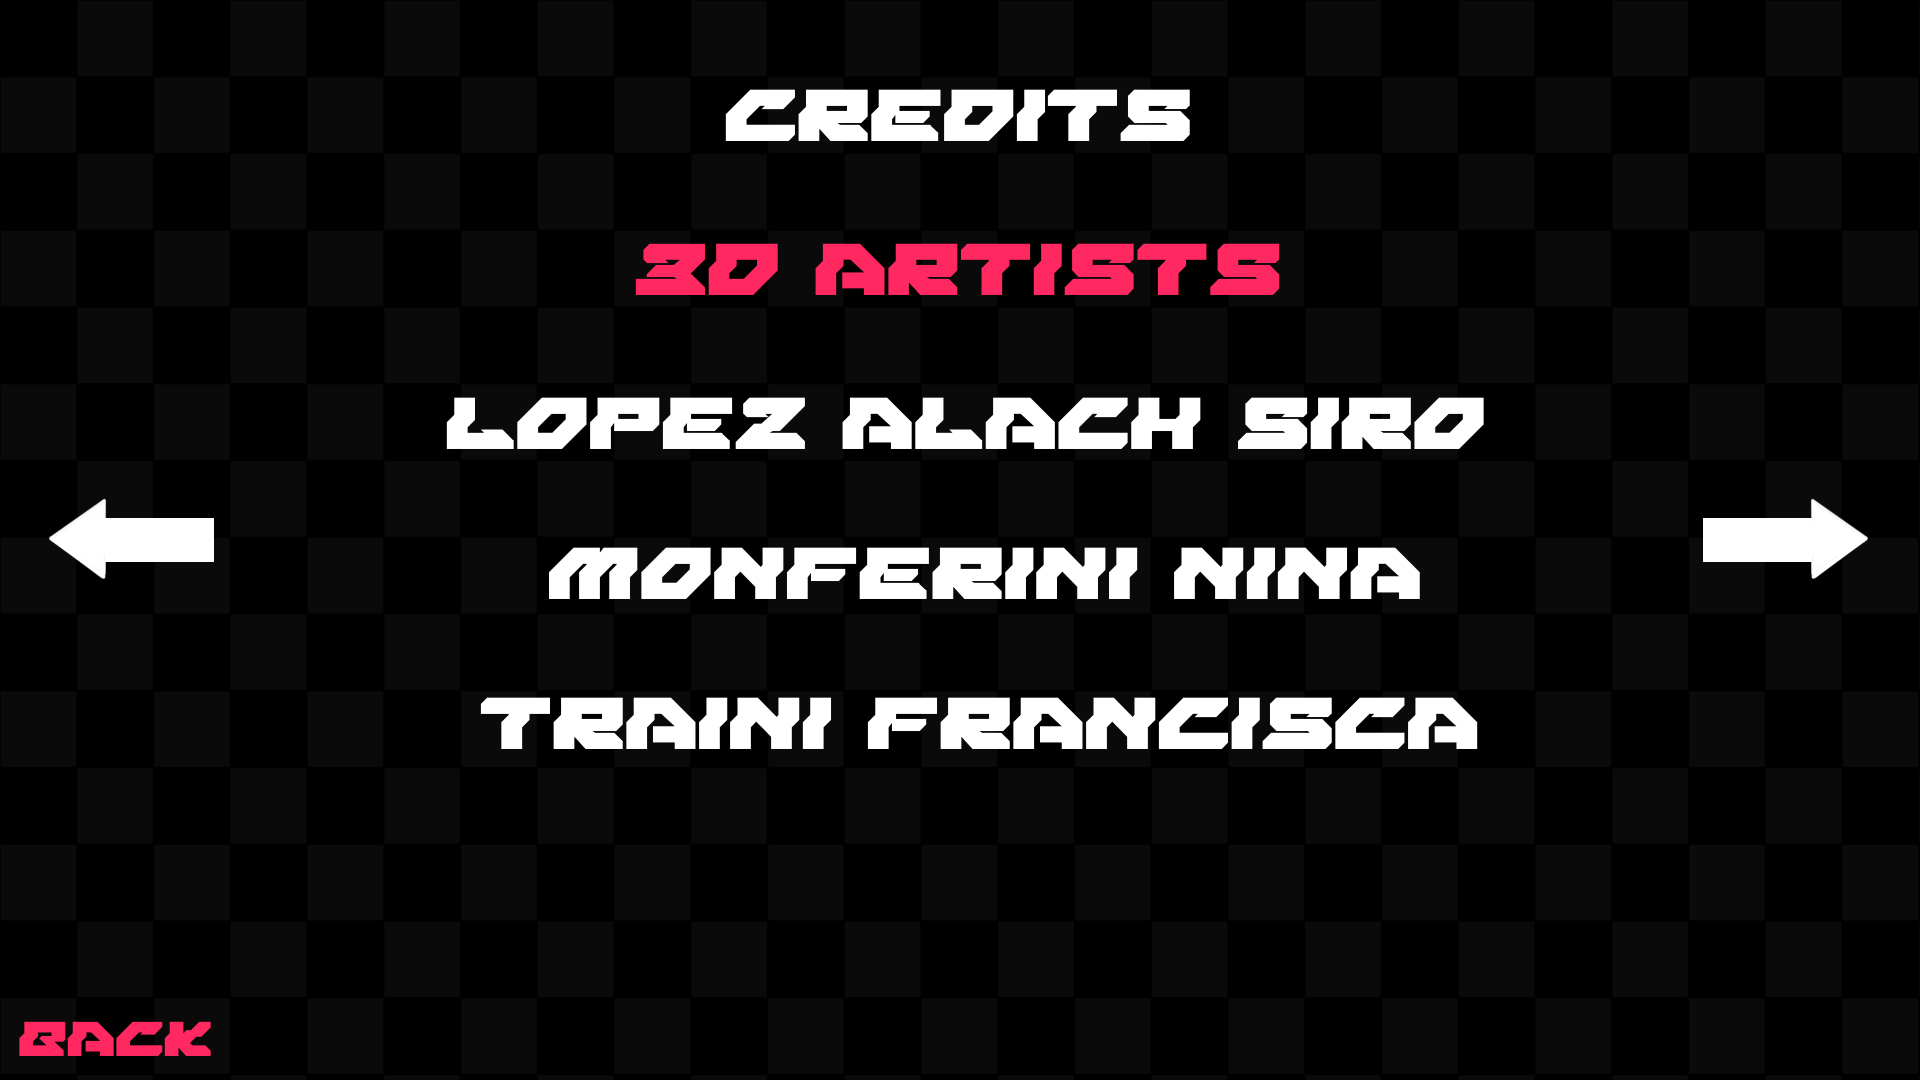 CREDITS
3D ARTISTS
LOPEZ ALACH SIRO
MONFERINI NINA
TRAINI FRANCISCA
BACK